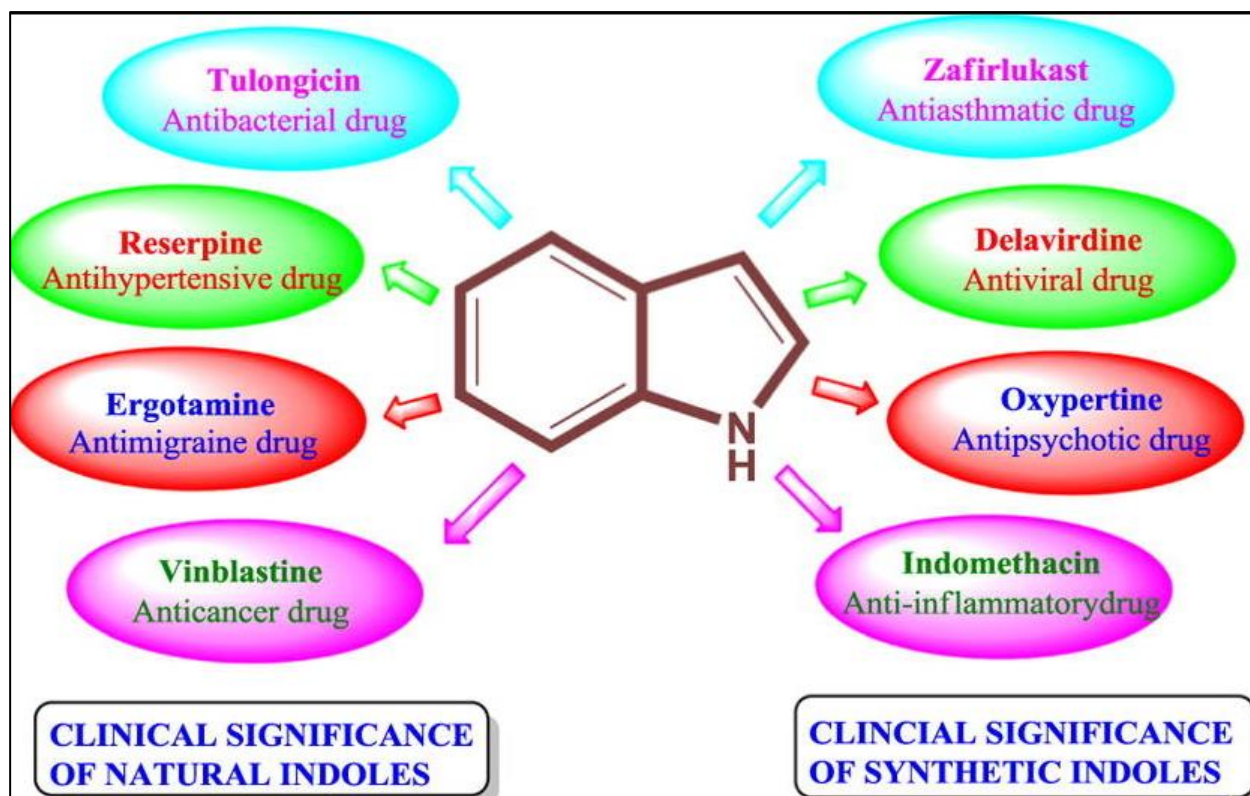 Tulongicin
Antibacterial drug
Reserpine
Antihypertensive drug
Ergotamine
Antimigraine drug
Vinblastine
Anticancer drug
CLINICAL SIGNIFICANCE
OF NATURAL INDOLES
N
H
Zafirlukast
Antiasthmatic drug
Delavirdine
Antiviral drug
Oxypertine
Antipsychotic drug
Indomethacin
Anti-inflammatorydrug
CLINCIAL SIGNIFICANCE
OF SYNTHETIC INDOLES